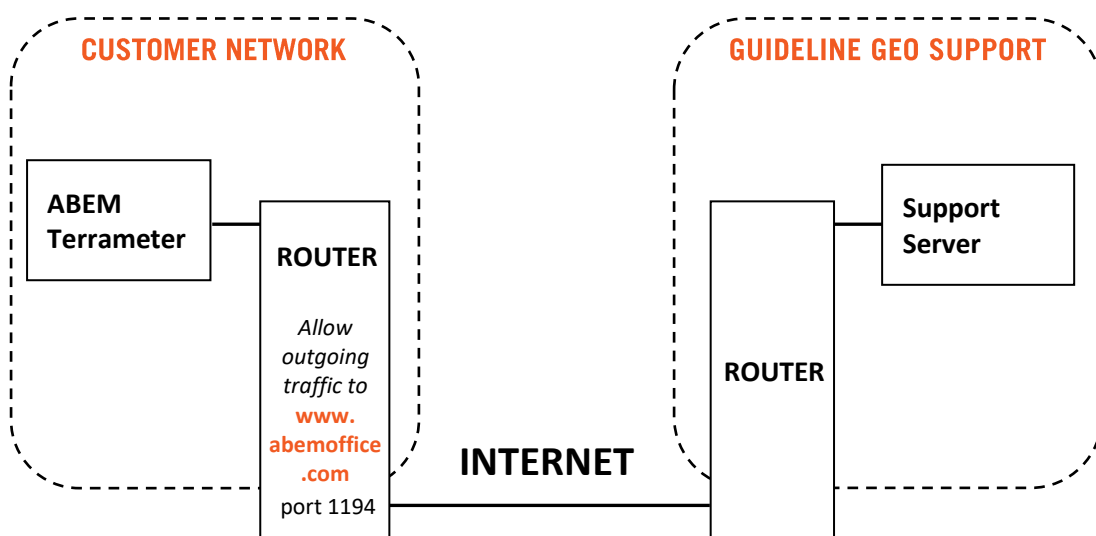 CUSTOMER NETWORK
GUIDELINE GEO SUPPORT
ABEM
Terrameter
ROUTER
Allow
outgoing
traffic to
www.
abemoffice
.com
port 1194
INTERNET
ROUTER
Support
Server